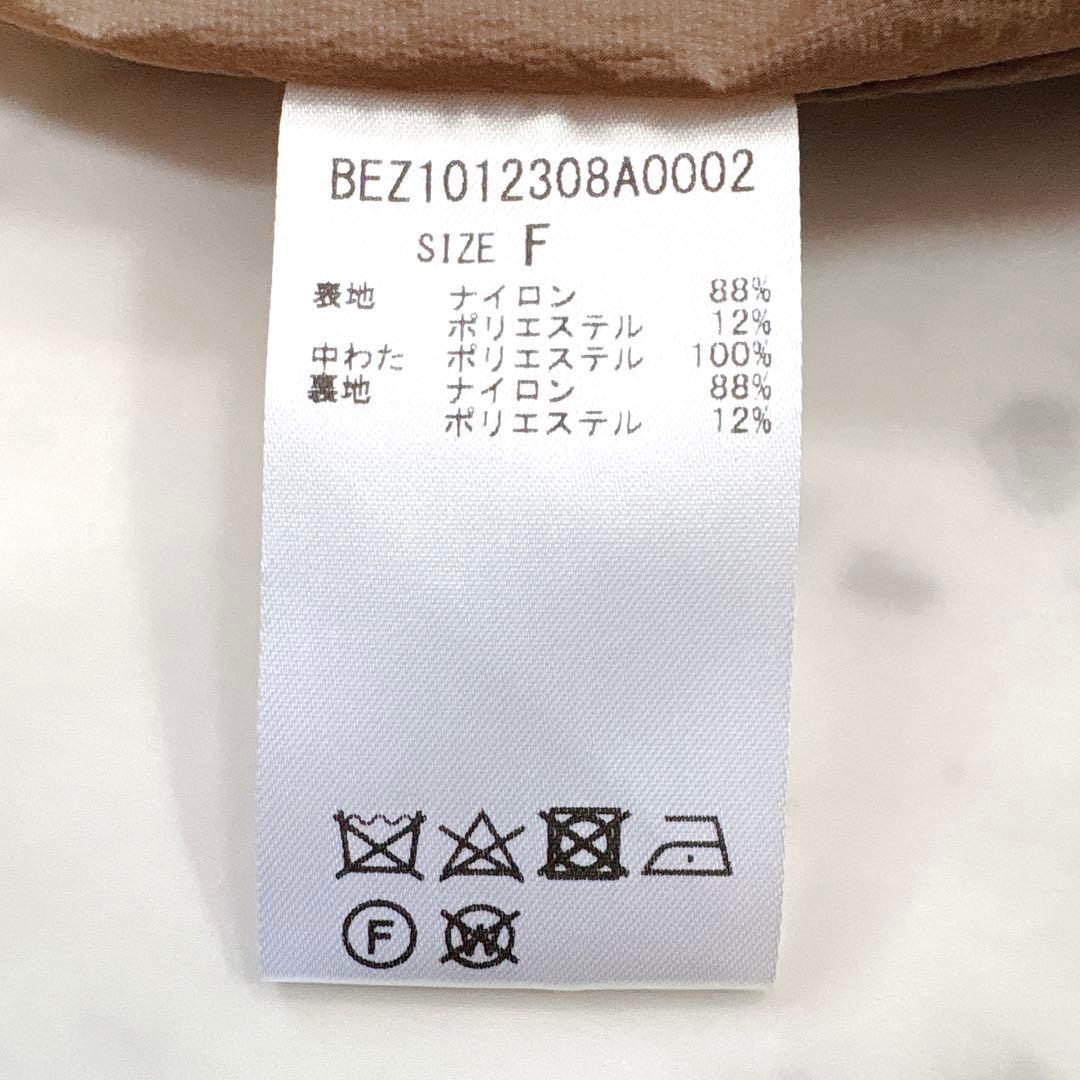 BEZ1012308A0002
SIZE F
表地 ナイロン 88%
ポリエステル 12%
中わた ポリエステル 100%
裏地 ナイロン 88%
ポリエステル 12%
F W